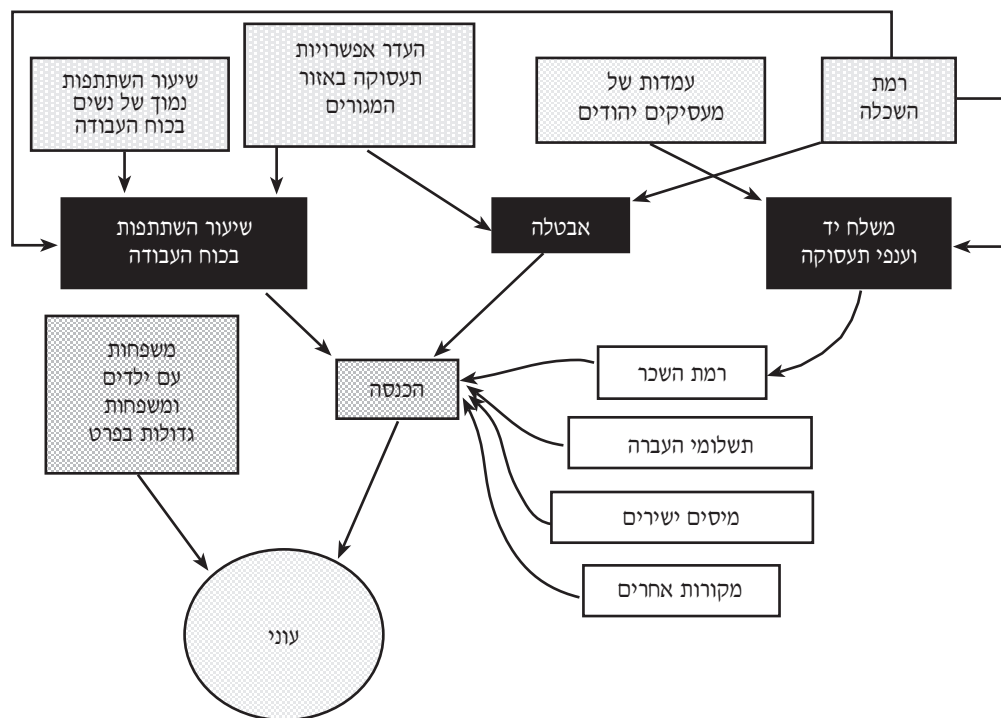 רמת
השכלה
עמדות של
מעסיקים יהודים
העדר אפשרויות
תעסוקה באזור
המגורים
שיעור השתתפות
נמוך של נשים
בכוח העבודה
משלח יד
וענפי תעסוקה
אבטלה
שיעור השתתפות
בכוח העבודה
רמת השכר
הכנסה
משפחות
עם ילדים
ומשפחות
גדולות בפרט
תשלומי העברה
מיסים ישירים
מקורות אחרים
עוני